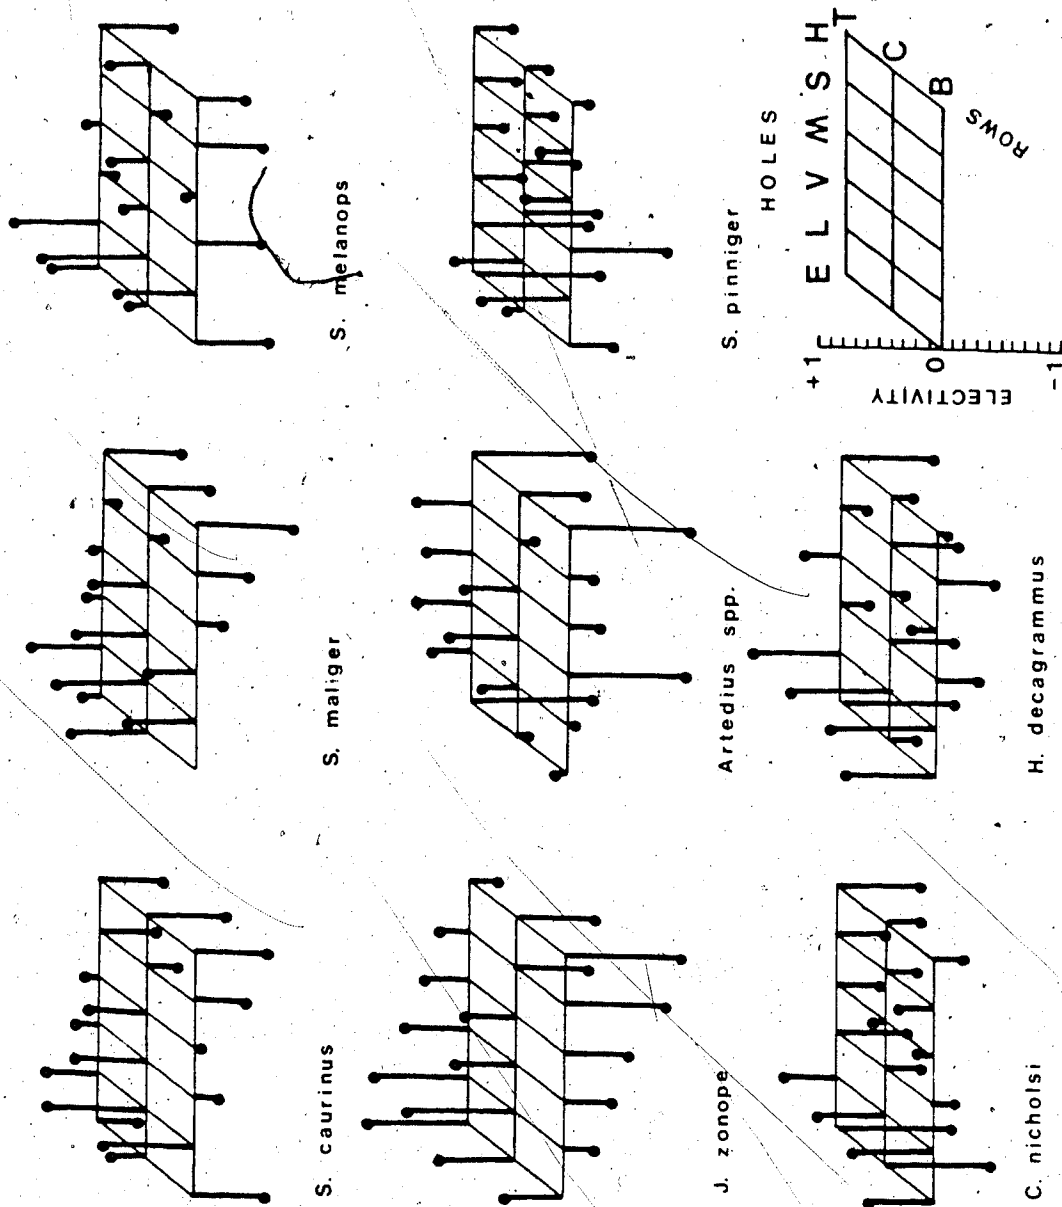 S. melanops
S. maliger
S. caurinus
S. pinniger
Artedius spp.
J. zonope
HOLES
E L V M S H
T
C
B
ROWS
+1
0
-1
ELECTIVITY
H. decagrammus
C. nicholsi